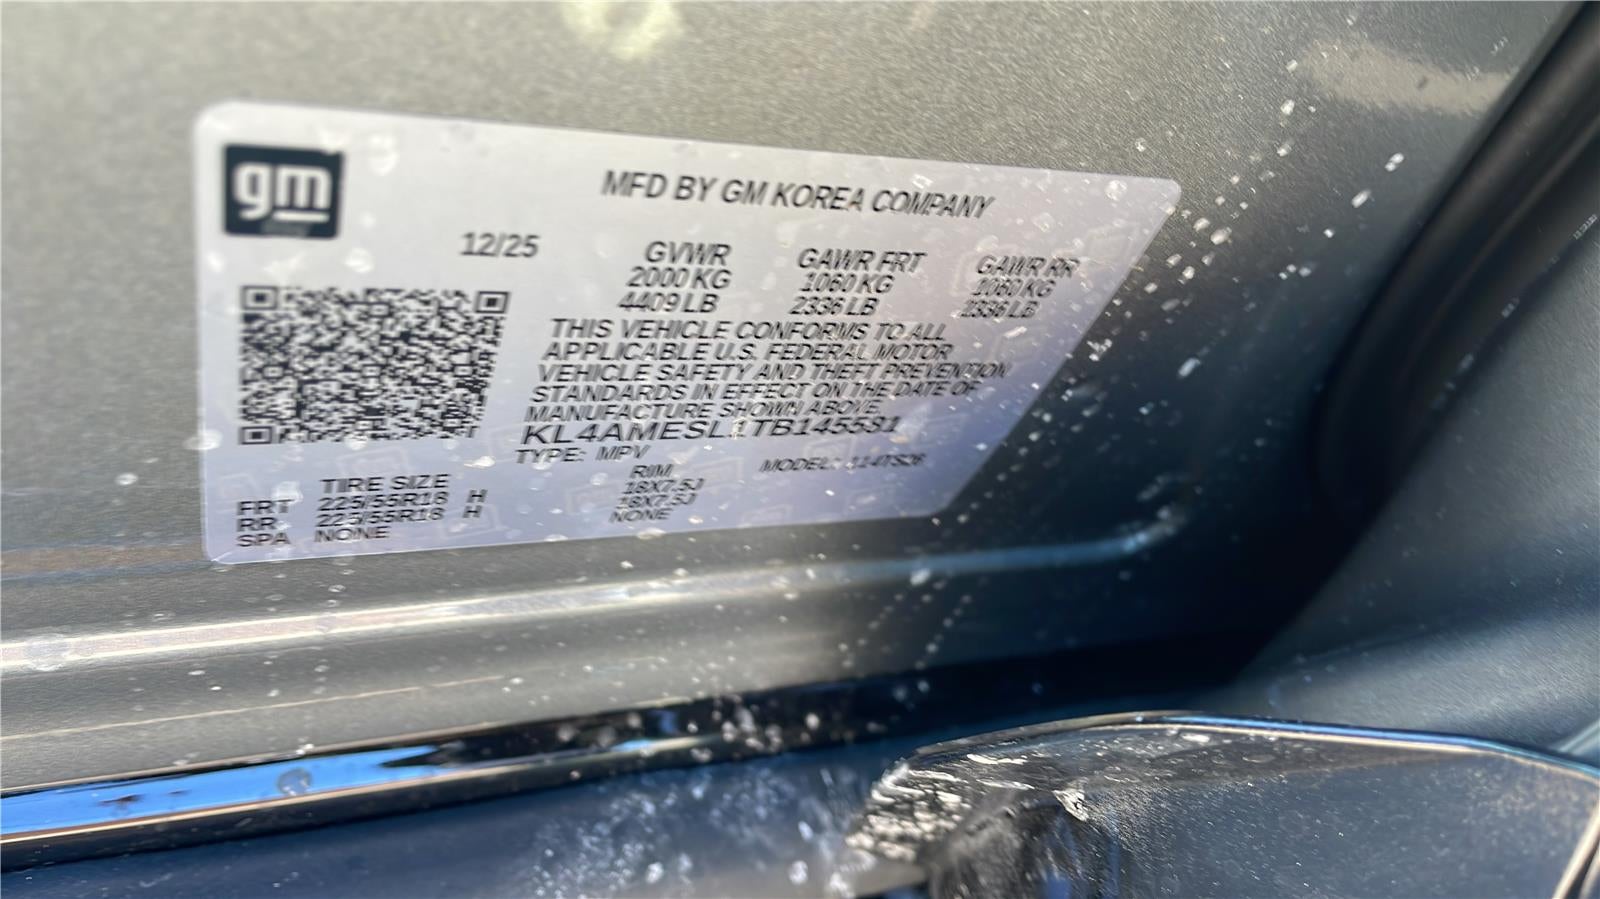 gm
MFD BY GM KOREA COMPANY
12/25
GVWR GAWR FRT GAWR RR
2000 KG 1060 KG 1060 KG
4409 LB 2336 LB 2336 LB
THIS VEHICLE CONFORMS TO ALL
APPLICABLE U.S. FEDERAL MOTOR
VEHICLE SAFETY AND THEFT PREVENTION
STANDARDS IN EFFECT ON THE DATE OF
MANUFACTURE SHOWN ABOVE.
KL4AMESL1TB145581
TYPE: MPV MODEL:
TIRE SIZE RIM
FRT 225/55R18 H 18X7.5J
RR 225/55R18 H 18X7.5J
SPA NONE NONE